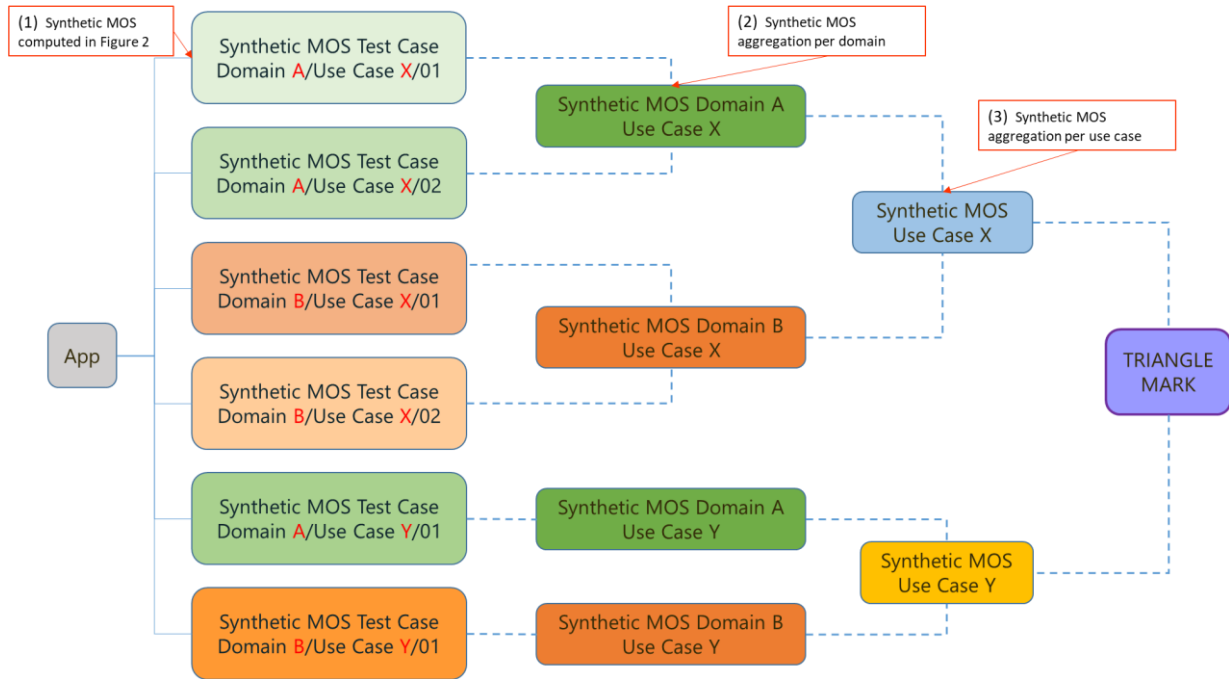 (1) Synthetic MOS
computed in Figure 2
Synthetic MOS Test Case
Domain A/Use Case X/01
(2) Synthetic MOS
aggregation per domain
Synthetic MOS Domain A
Use Case X
(3) Synthetic MOS
aggregation per use case
Synthetic MOS Test Case
Domain A/Use Case X/02
Synthetic MOS
Use Case X
Synthetic MOS Test Case
Domain B/Use Case X/01
Synthetic MOS Domain B
Use Case X
App
TRIANGLE
MARK
Synthetic MOS Test Case
Domain B/Use Case X/02
Synthetic MOS Test Case
Domain A/Use Case Y/01
Synthetic MOS Domain A
Use Case Y
Synthetic MOS
Use Case Y
Synthetic MOS Test Case
Domain B/Use Case Y/01
Synthetic MOS Domain B
Use Case Y